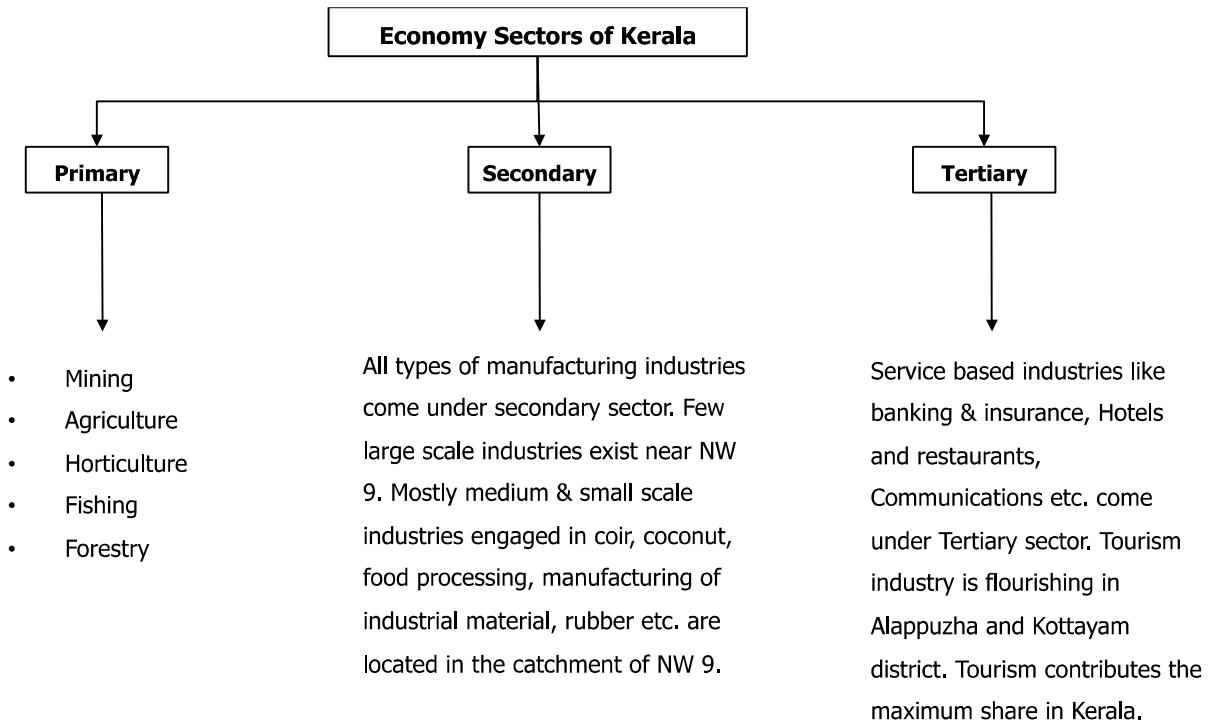 Economy Sectors of Kerala
Primary
Secondary
Tertiary
• Mining
• Agriculture
• Horticulture
• Fishing
• Forestry
All types of manufacturing industries
come under secondary sector. Few
large scale industries exist near NW
9. Mostly medium & small scale
industries engaged in coir, coconut,
food processing, manufacturing of
industrial material, rubber etc. are
located in the catchment of NW 9.
Service based industries like
banking & insurance, Hotels
and restaurants,
Communications etc. come
under Tertiary sector. Tourism
industry is flourishing in
Alappuzha and Kottayam
district. Tourism contributes the
maximum share in Kerala.